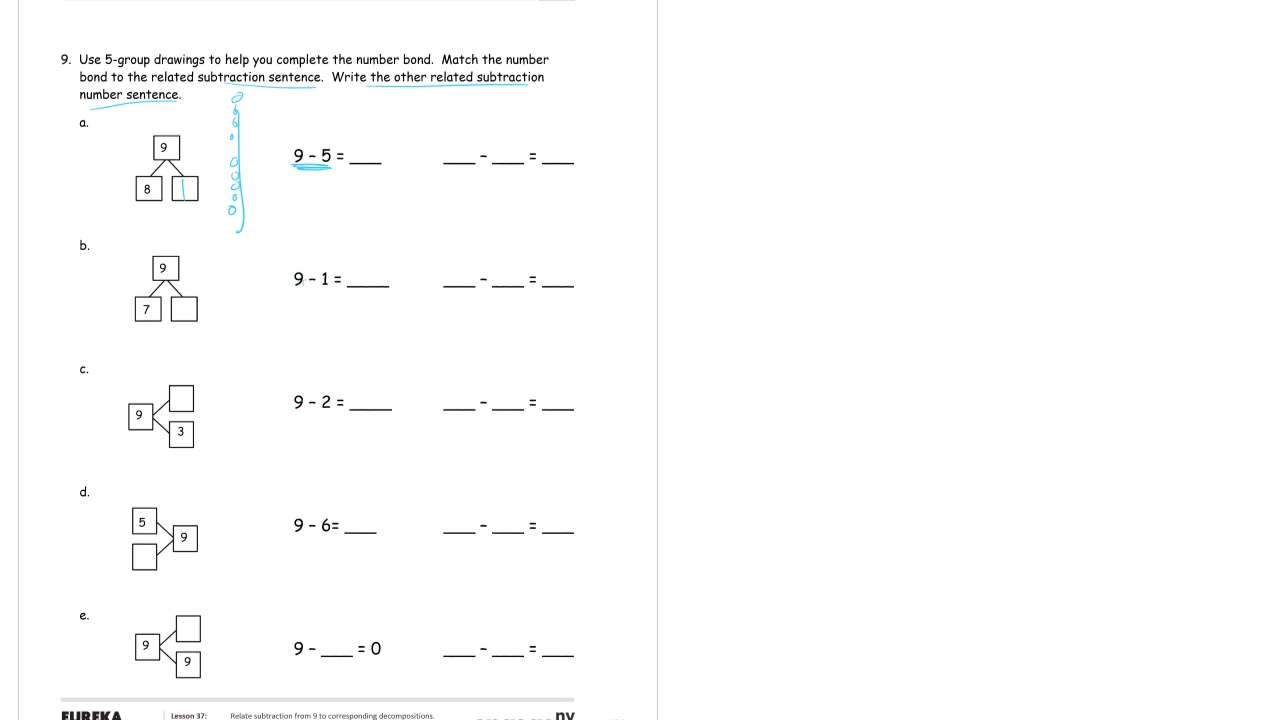 9. Use 5-group drawings to help you complete the number bond. Match the number
bond to the related subtraction sentence. Write the other related subtraction
number sentence.
a.
9
8 1
9 - 5 = ___ ___ - ___ = ___
b.
9
7
9 - 1 = ____ ___ - ___ = ___
c.
9
3
9 - 2 = ____ ___ - ___ = ___
d.
5
9
9 - 6= ___ ___ - ___ = ___
e.
9
9
9 - ___ = 0 ___ - ___ = ___
EUREKA Lesson 37: Relate subtraction from 9 to corresponding decompositions.